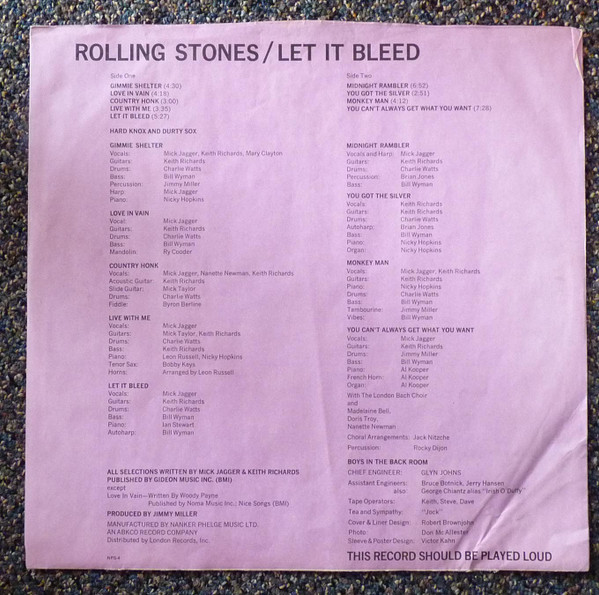 ROLLING STONES/LET IT BLEED
Side One
GIMMIE SHELTER (4:30)
LOVE IN VAIN (4:18)
COUNTRY HONK (3:00)
LIVE WITH ME (3:35)
LET IT BLEED (5:27)
HARD KNOX AND DURTY SOX
GIMMIE SHELTER
Vocals: Mick Jagger, Keith Richards, Mary Clayton
Guitars: Keith Richards
Drums: Charlie Watts
Bass: Bill Wyman
Percussion: Jimmy Miller
Harp: Mick Jagger
Piano: Nicky Hopkins
LOVE IN VAIN
Vocal: Mick Jagger
Guitars: Keith Richards
Drums: Charlie Watts
Bass: Bill Wyman
Mandolin: Ry Cooder
COUNTRY HONK
Vocals: Mick Jagger, Nanette Newman, Keith Richards
Acoustic Guitar: Keith Richards
Slide Guitar: Mick Taylor
Drums: Charlie Watts
Fiddle: Byron Berline
LIVE WITH ME
Vocals: Mick Jagger
Guitars: Mick Taylor, Keith Richards
Drums: Charlie Watts
Bass: Keith Richards
Piano: Leon Russell, Nicky Hopkins
Tenor Sax: Bobby Keys
Horns: Arranged by Leon Russell
LET IT BLEED
Vocals: Mick Jagger
Guitars: Keith Richards
Drums: Charlie Watts
Bass: Bill Wyman
Piano: Ian Stewart
Autoharp: Bill Wyman
ALL SELECTIONS WRITTEN BY MICK JAGGER & KEITH RICHARDS
PUBLISHED BY GIDEON MUSIC INC. (BMI)
except
Love In Vain—Written By Woody Payne
Published by Noma Music Inc.; Nice Songs (BMI)
PRODUCED BY JIMMY MILLER
MANUFACTURED BY NANKER PHELGE MUSIC LTD.
AN ABKCO RECORD COMPANY
Distributed by London Records, Inc.
NPS-4
Side Two
MIDNIGHT RAMBLER (6:52)
YOU GOT THE SILVER (2:51)
MONKEY MAN (4:12)
YOU CAN'T ALWAYS GET WHAT YOU WANT (7:28)
MIDNIGHT RAMBLER
Vocals and Harp: Mick Jagger
Guitars: Keith Richards
Drums: Charlie Watts
Percussion: Brian Jones
Bass: Bill Wyman
YOU GOT THE SILVER
Vocals: Keith Richards
Guitars: Keith Richards
Drums: Charlie Watts
Autoharp: Brian Jones
Bass: Bill Wyman
Piano: Nicky Hopkins
Organ: Nicky Hopkins
MONKEY MAN
Vocals: Mick Jagger, Keith Richards
Guitars: Keith Richards
Piano: Nicky Hopkins
Drums: Charlie Watts
Bass: Bill Wyman
Tambourine: Jimmy Miller
Vibes: Bill Wyman
YOU CAN'T ALWAYS GET WHAT YOU WANT
Vocals: Mick Jagger
Guitars: Keith Richards
Drums: Jimmy Miller
Bass: Bill Wyman
Piano: Al Kooper
French Horn: Al Kooper
Organ: Al Kooper
With The London Bach Choir
and
Madeleine Bell,
Doris Troy,
Nanette Newman
Choral Arrangements: Jack Nitzche
Percussion: Rocky Dijon
BOYS IN THE BACK ROOM
CHIEF ENGINEER: GLYN JOHNS
Assistant Engineers: Bruce Botnick, Jerry Hansen
also: George Chiantz alias "Irish O'Duffy"
Tape Operators: Keith, Steve, Dave
Tea and Sympathy: "Jock"
Cover & Liner Design: Robert Brownjohn
Photo: Don McAllester
Sleeve & Poster Design: Victor Kahn
THIS RECORD SHOULD BE PLAYED LOUD